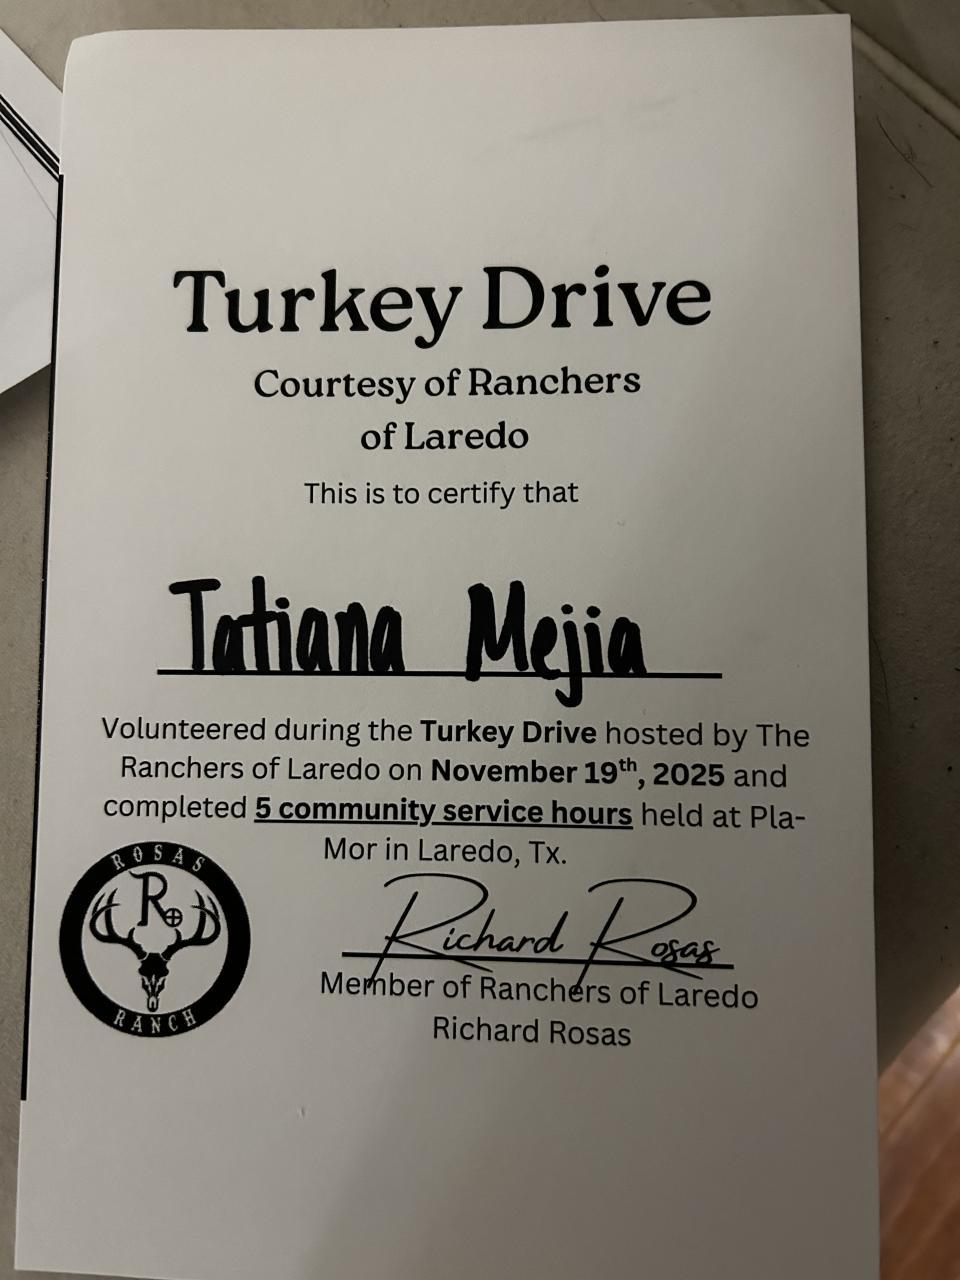 Turkey Drive
Courtesy of Ranchers
of Laredo
This is to certify that
Tatiana Mejia
Volunteered during the Turkey Drive hosted by The
Ranchers of Laredo on November 19th, 2025 and
completed 5 community service hours held at Pla-
Mor in Laredo, Tx.
ROSAS
R
RANCH
Richard Rosas
Member of Ranchers of Laredo
Richard Rosas